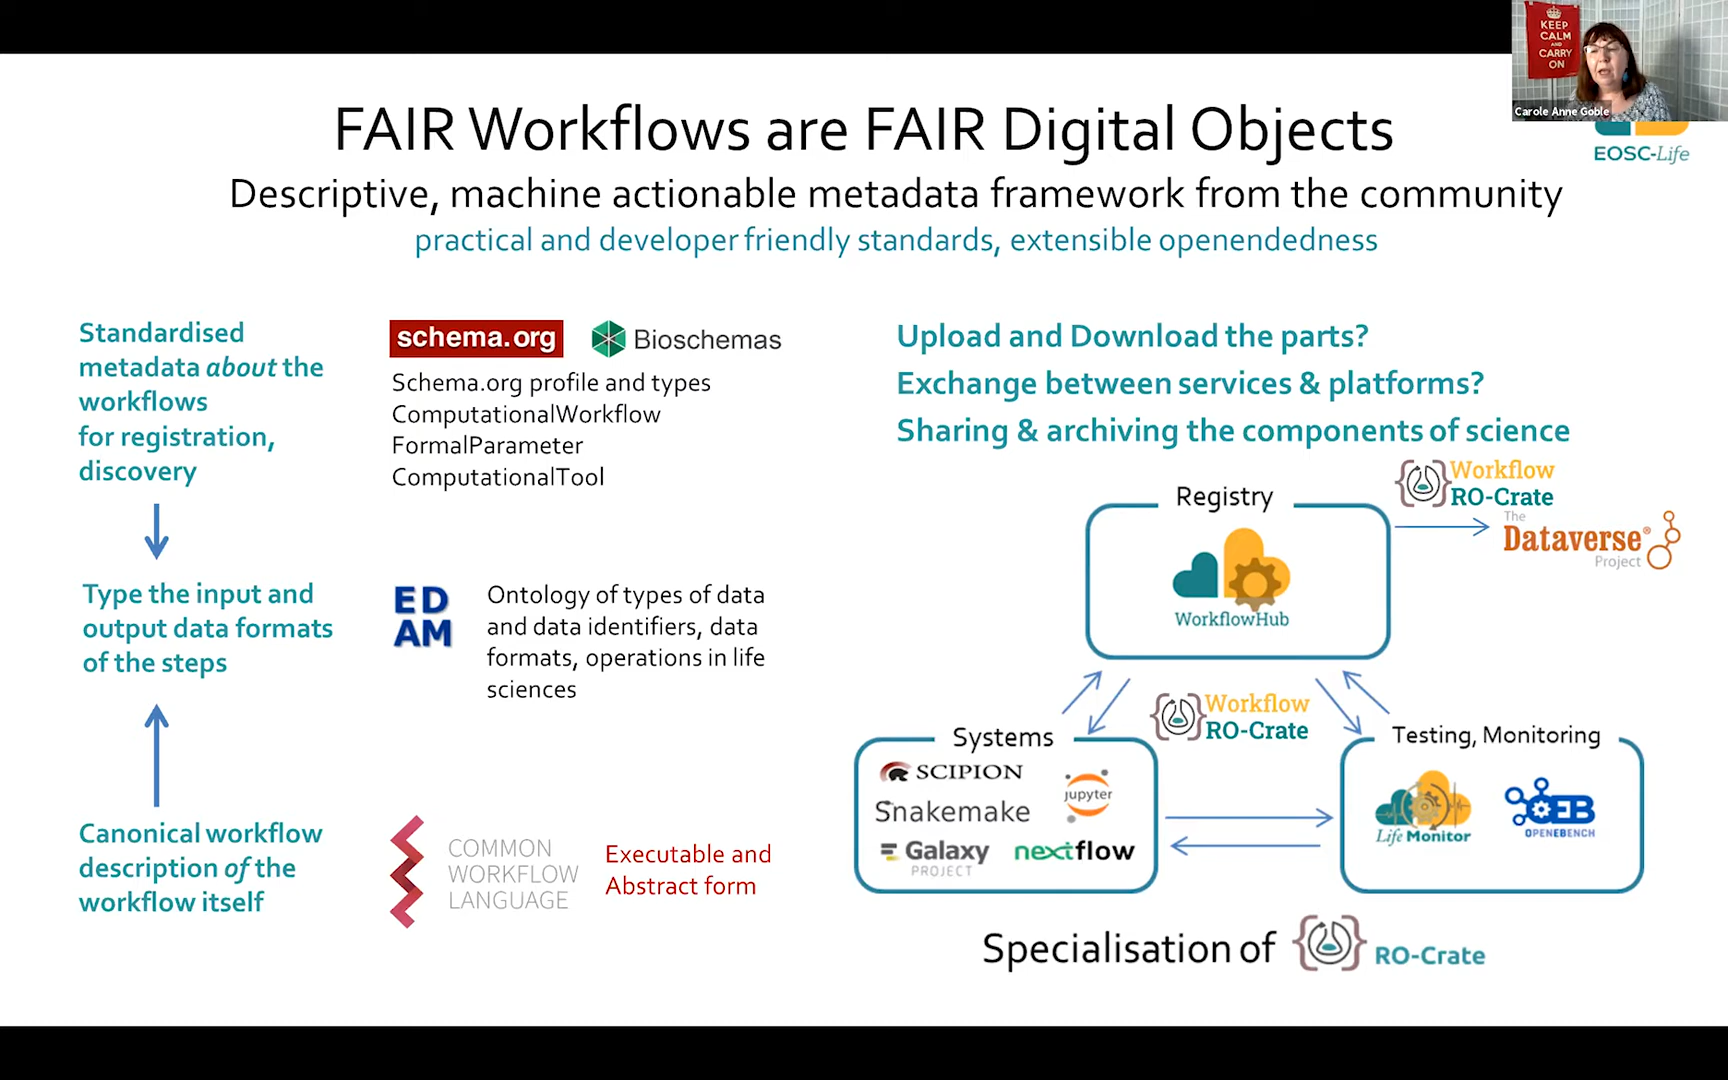 KEEP
CALM
AND
CARRY
ON
Carole Anne Goble
EOSC-Life
FAIR Workflows are FAIR Digital Objects
Descriptive, machine actionable metadata framework from the community
practical and developer friendly standards, extensible openendedness
Standardised
metadata about the
workflows
for registration,
discovery
schema.org
Bioschemas
Schema.org profile and types
ComputationalWorkflow
FormalParameter
ComputationalTool
Type the input and
output data formats
of the steps
ED
AM
Ontology of types of data
and data identifiers, data
formats, operations in life
sciences
Canonical workflow
description of the
workflow itself
COMMON
WORKFLOW
LANGUAGE
Executable and
Abstract form
Upload and Download the parts?
Exchange between services & platforms?
Sharing & archiving the components of science
Workflow
RO-Crate
The
Dataverse®
Project
Registry
WorkflowHub
Workflow
RO-Crate
Systems
SCIPION
jupyter
Snakemake
Galaxy
PROJECT
nextflow
Testing, Monitoring
Life Monitor
OEB
OPENEBENCH
Specialisation of
RO-Crate